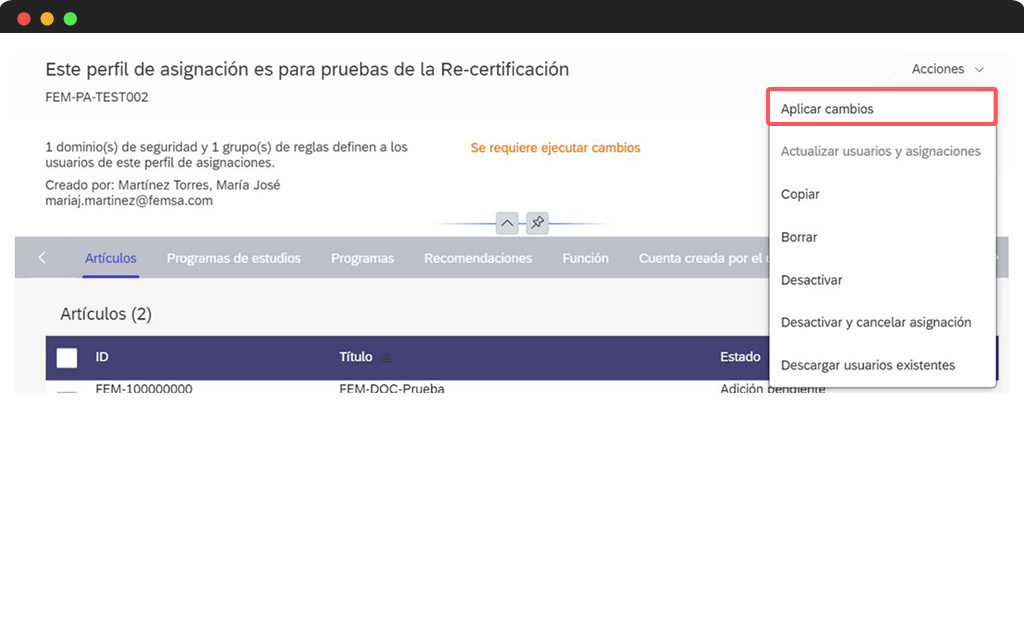 Este perfil de asignación es para pruebas de la Re-certificación
Acciones
FEM-PA-TEST002
Aplicar cambios
1 dominio(s) de seguridad y 1 grupo(s) de reglas definen a los
usuarios de este perfil de asignaciones.
Se requiere ejecutar cambios
Creado por: Martínez Torres, María José
mariaj.martinez@femsa.com
Actualizar usuarios y asignaciones
Copiar
Borrar
Desactivar
Desactivar y cancelar asignación
Descargar usuarios existentes
Artículos
Programas de estudios
Programas
Recomendaciones
Función
Cuenta creada por el
Artículos (2)
ID
Título
Estado
FEM-100000000
FEM-DOC-Prueba
Adición pendiente